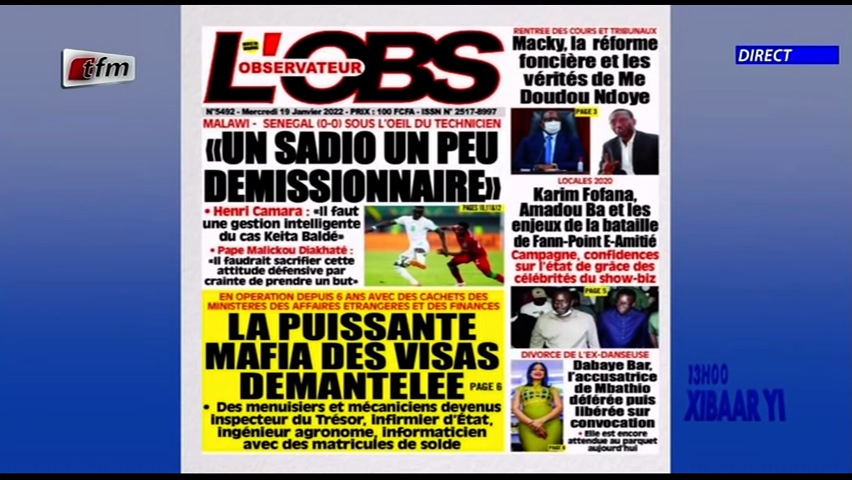 tfm
DIRECT
L'OBS
OBSERVATEUR
N°5492 - Mercredi 19 Janvier 2022 - PRIX : 100 FCFA - ISSN N° 2517-8997
MALAWI - SENEGAL (0-0) SOUS L'OEIL DU TECHNICIEN
«UN SADIO UN PEU
DEMISSIONNAIRE»
PAGES 10,11&12
• Henri Camara : «Il faut
une gestion intelligente
du cas Keita Baldé»
• Pape Malickou Diakhaté :
«Il faudrait sacrifier cette
attitude défensive par
crainte de prendre un but»
EN OPERATION DEPUIS 6 ANS AVEC DES CACHETS DES
MINISTERES DES AFFAIRES ETRANGERES ET DES FINANCES
LA PUISSANTE
MAFIA DES VISAS
DEMANTELEE PAGE 6
• Des menuisiers et mécaniciens devenus
inspecteur du Trésor, infirmier d'État,
ingénieur agronome, informaticien
avec des matricules de solde
RENTREE DES COURS ET TRIBUNAUX
Macky, la réforme
foncière et les
vérités de Me
Doudou Ndoye
PAGE 3
LOCALES 2020
Karim Fofana,
Amadou Ba et les
enjeux de la bataille
de Fann-Point E-Amitié
Campagne, confidences
sur l'état de grâce des
célébrités du show-biz
PAGE 5
DIVORCE DE L'EX-DANSEUSE
Dabaye Bar,
l'accusatrice
de Mbathio
déférée puis
libérée sur
convocation
• Elle est encore
attendue au parquet
aujourd'hui
13H00
XIBAAR YI